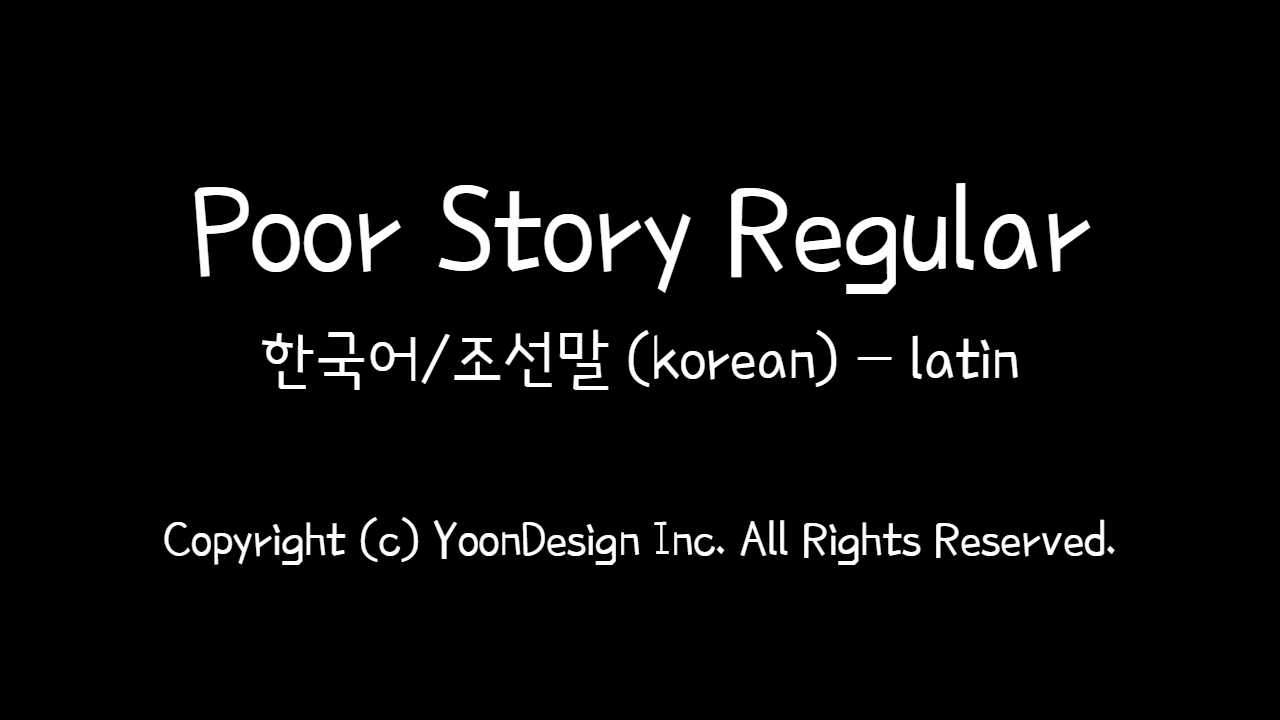 Poor Story Regular
한국어/조선말 (korean) – latin
Copyright (c) YoonDesign Inc. All Rights Reserved.